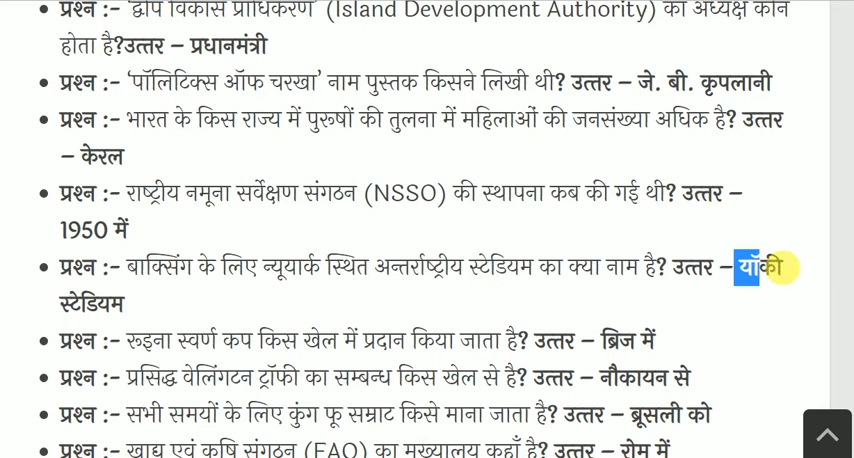 • प्रश्न :- 'द्वीप विकास प्राधिकरण' (Island Development Authority) का अध्यक्ष कौन
होता है?उत्तर – प्रधानमंत्री
• प्रश्न :- 'पॉलिटिक्स ऑफ चरखा' नाम पुस्तक किसने लिखी थी? उत्तर – जे. बी. कृपलानी
• प्रश्न :- भारत के किस राज्य में पुरूषों की तुलना में महिलाओं की जनसंख्या अधिक है? उत्तर
– केरल
• प्रश्न :- राष्ट्रीय नमूना सर्वेक्षण संगठन (NSSO) की स्थापना कब की गई थी? उत्तर –
1950 में
• प्रश्न :- बाक्सिंग के लिए न्यूयार्क स्थित अन्तर्राष्ट्रीय स्टेडियम का क्या नाम है? उत्तर – यॉकी
स्टेडियम
• प्रश्न :- रूइना स्वर्ण कप किस खेल में प्रदान किया जाता है? उत्तर – ब्रिज में
• प्रश्न :- प्रसिद्ध वेलिंगटन ट्रॉफी का सम्बन्ध किस खेल से है? उत्तर – नौकायन से
• प्रश्न :- सभी समयों के लिए कुंग फू सम्राट किसे माना जाता है? उत्तर – ब्रूसली को
• प्रश्न :- खाद्य एवं कृषि संगठन (FAO) का मुख्यालय कहाँ है? उत्तर – रोम में